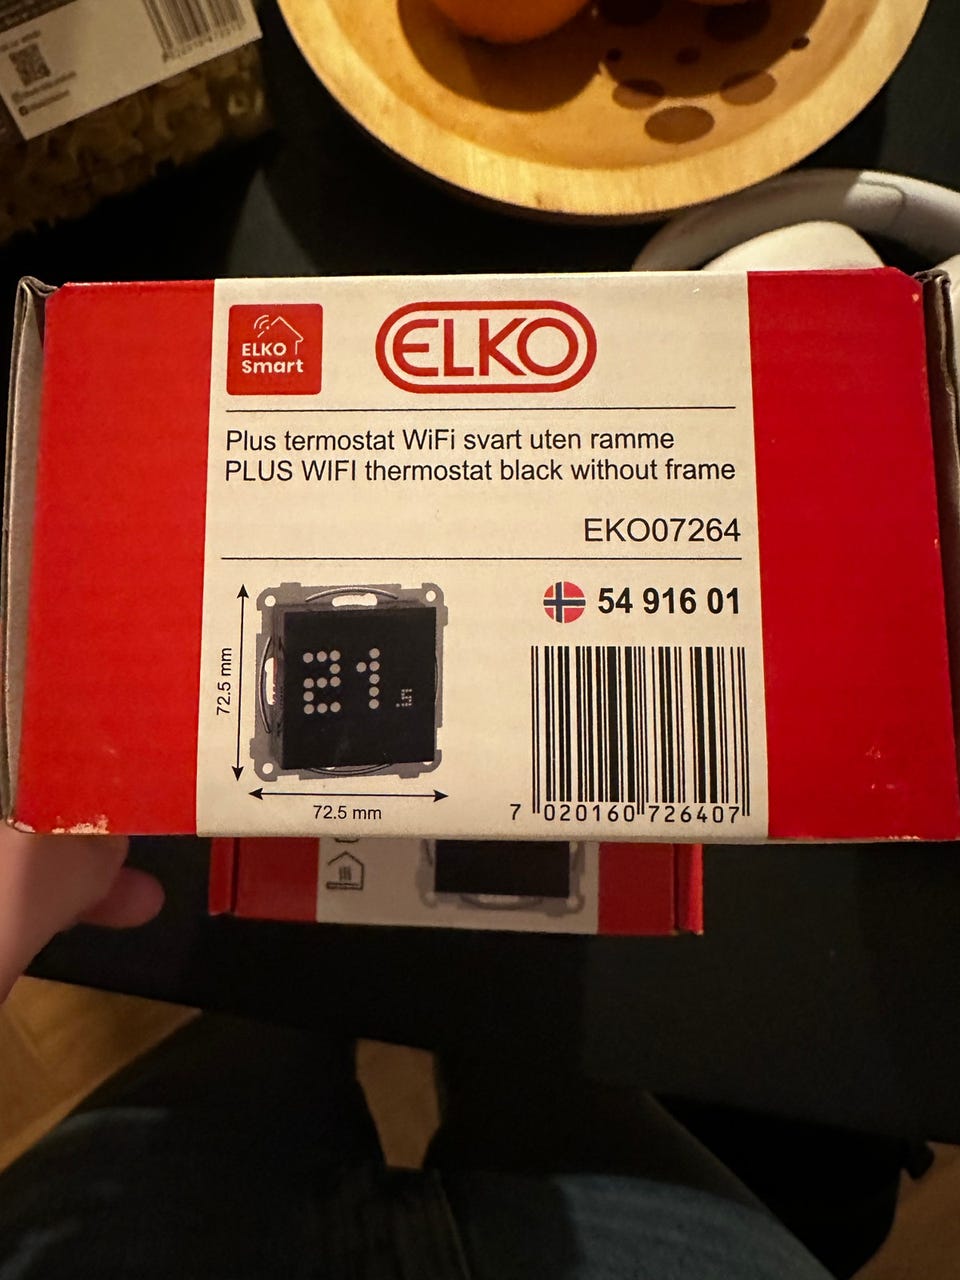 ELKO
Smart
ELKO
Plus termostat WiFi svart uten ramme
PLUS WIFI thermostat black without frame
EKO07264
54 916 01
72.5 mm
21.5
72.5 mm
7 020160 726407